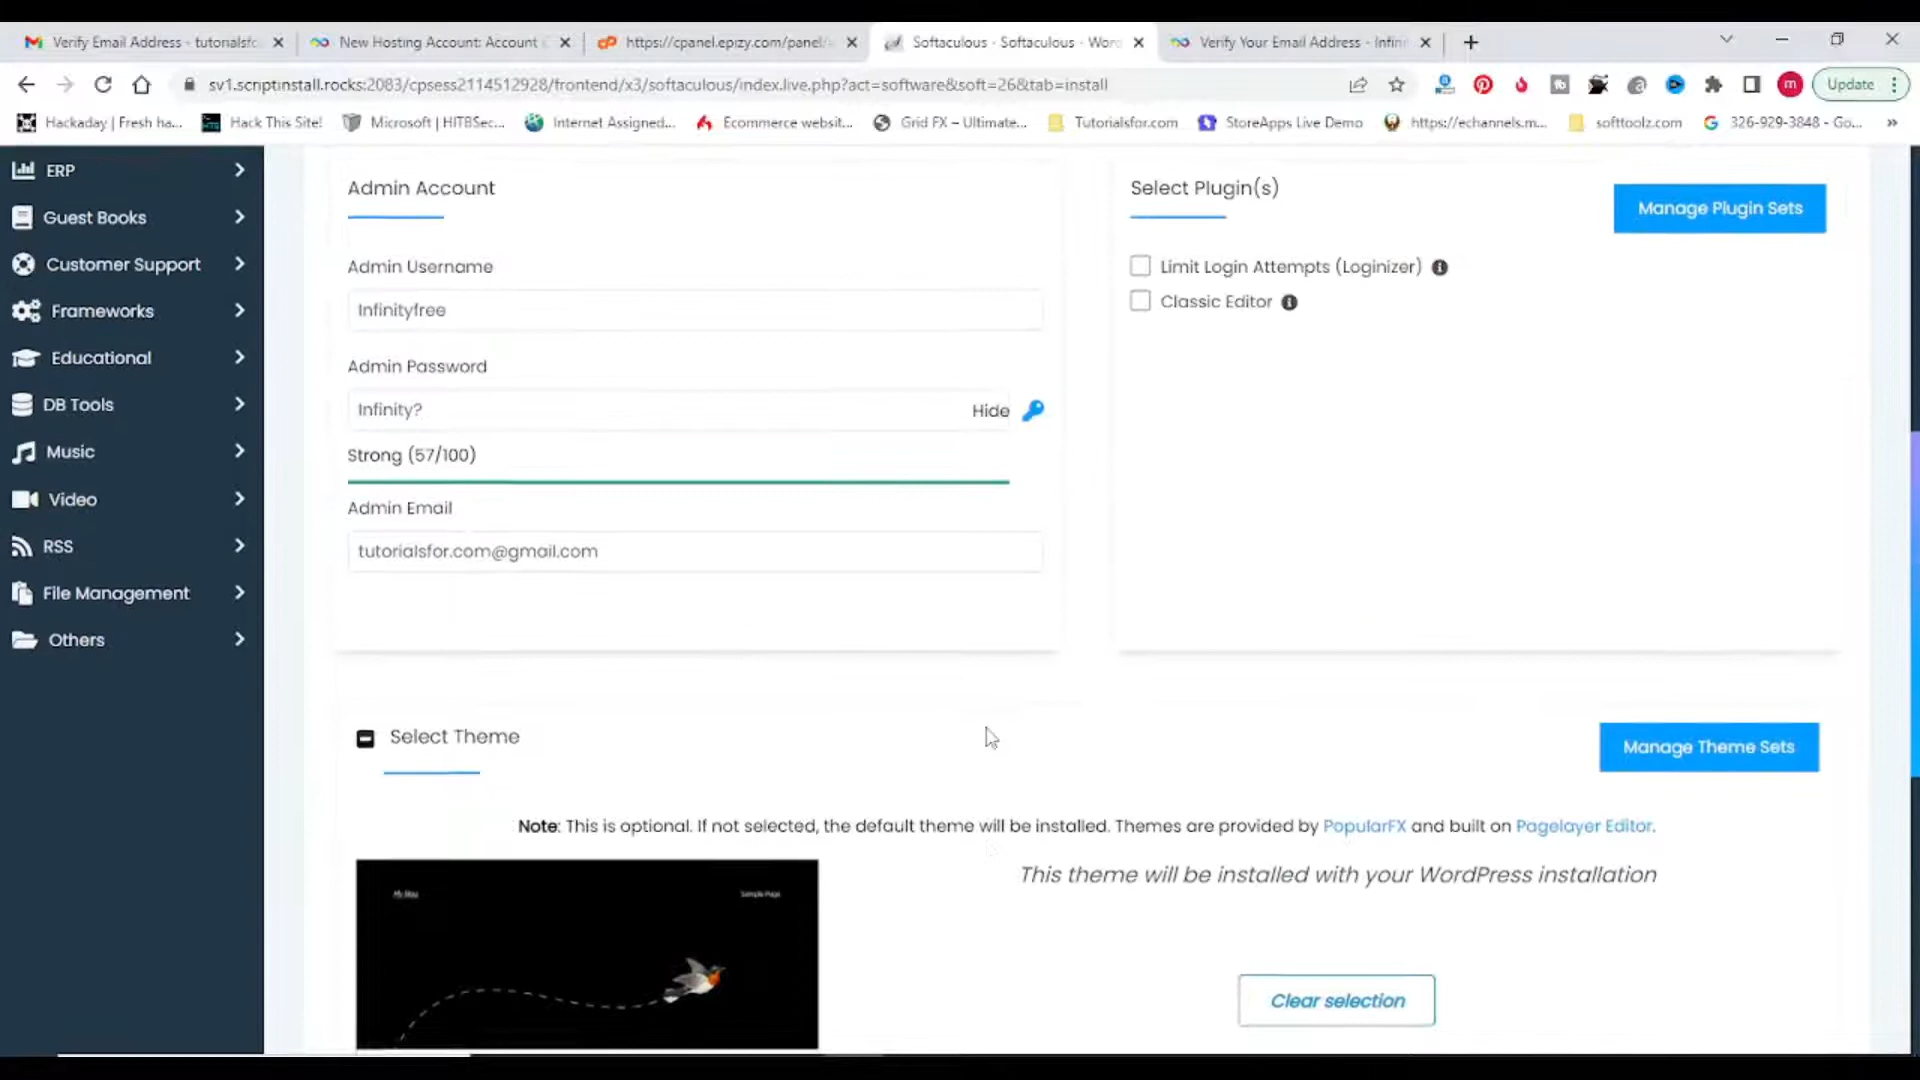 Verify Email Address - tutorialsfo
New Hosting Account: Account C
https://cpanel.epizy.com/panel/
Softaculous - Softaculous - Word
Verify Your Email Address - Infini
sv1.scriptinstall.rocks:2083/cpsess2114512928/frontend/x3/softaculous/index.live.php?act=software&soft=26&tab=install
m
Update
Hackaday | Fresh ha...
Hack This Site!
Microsoft | HITBSec...
Internet Assigned...
Ecommerce websit...
Grid FX – Ultimate...
Tutorialsfor.com
StoreApps Live Demo
https://echannels.m...
softtoolz.com
326-929-3848 - Go...
»
ERP
Guest Books
Customer Support
Frameworks
Educational
DB Tools
Music
Video
RSS
File Management
Others
Admin Account
Admin Username
Infinityfree
Admin Password
Infinity?
Hide
Strong (57/100)
Admin Email
tutorialsfor.com@gmail.com
Select Plugin(s)
Manage Plugin Sets
Limit Login Attempts (Loginizer)
Classic Editor
Select Theme
Manage Theme Sets
Note: This is optional. If not selected, the default theme will be installed. Themes are provided by PopularFX and built on Pagelayer Editor.
My Blog
Sample Page
This theme will be installed with your WordPress installation
Clear selection